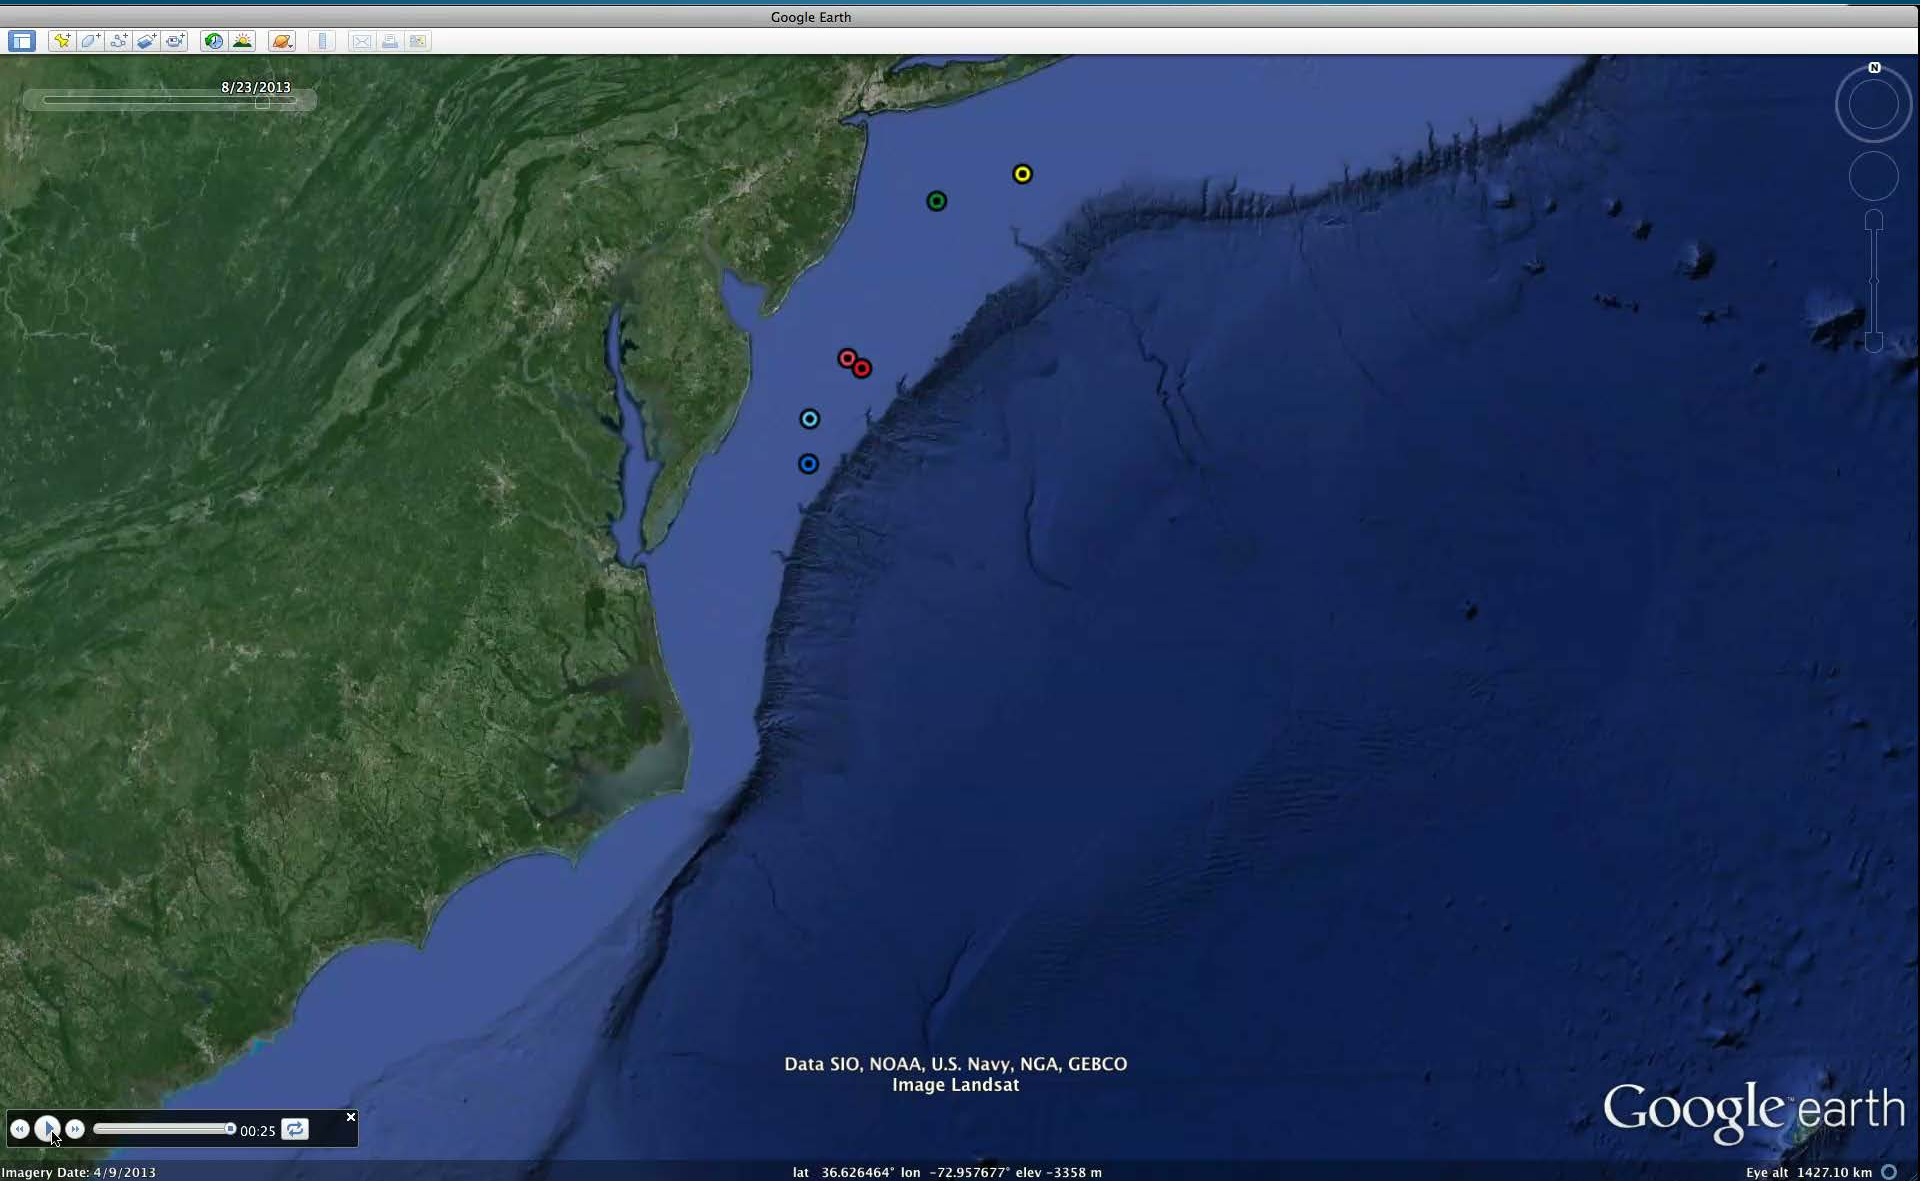 Google Earth
8/23/2013
N
Data SIO, NOAA, U.S. Navy, NGA, GEBCO
Image Landsat
Google earth
00:25
Imagery Date: 4/9/2013
lat 36.626464° lon -72.957677° elev -3358 m
Eye alt 1427.10 km